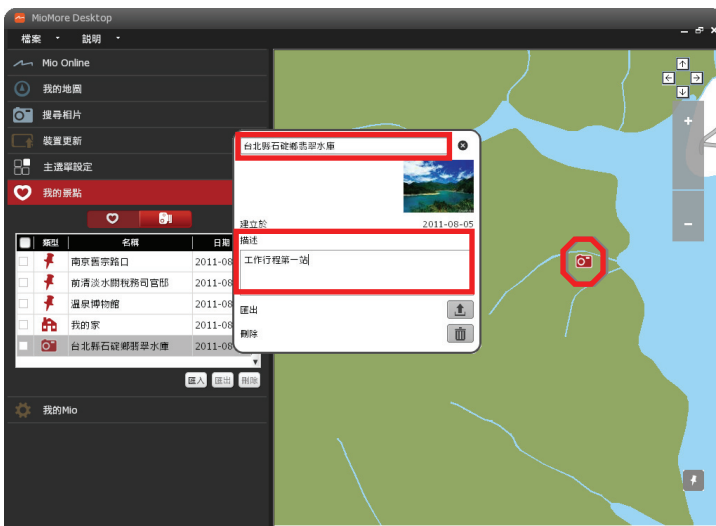 MioMore Desktop
檔案 説明
Mio Online
我的地圖
搜尋相片
裝置更新
主選單設定
我的景點
類型 名稱 日期
南京舊宗路口 2011-08
前清淡水關稅務司官邸 2011-08
溫泉博物館 2011-08
我的家 2011-08
台北縣石碇鄉翡翠水庫 2011-08
匯入 匯出 刪除
我的Mio
台北縣石碇鄉翡翠水庫
建立於 2011-08-05
描述
工作行程第一站
匯出
刪除